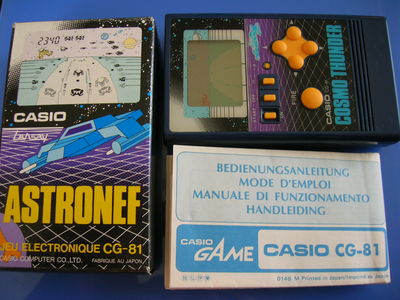 2340
CASIO
ASTRONEF
JEU ELECTRONIQUE CG-81
CASIO COMPUTER CO.,LTD. FABRIQUE AU JAPON
COSMO THUNDER
CASIO
FIRE
BEDIENUNGSANLEITUNG
MODE D'EMPLOI
MANUALE DI FUNZIONAMENTO
HANDLEIDING
CASIO GAME
CASIO CG-81
Printed in Japan/Imprimé au Japon